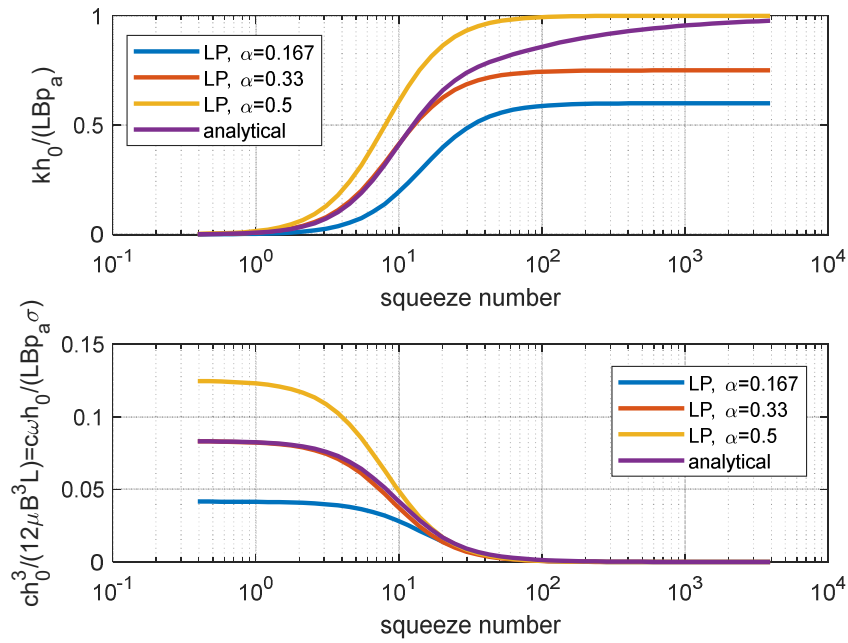 1
0.5
0
kh0/(LBpa)
LP, α=0.167
LP, α=0.33
LP, α=0.5
analytical
10-1 100 101 102 103 104
squeeze number
0.15
0.1
0.05
0
ch03/(12μB3L)=cωh0/(LBpaσ)
LP, α=0.167
LP, α=0.33
LP, α=0.5
analytical
10-1 100 101 102 103 104
squeeze number